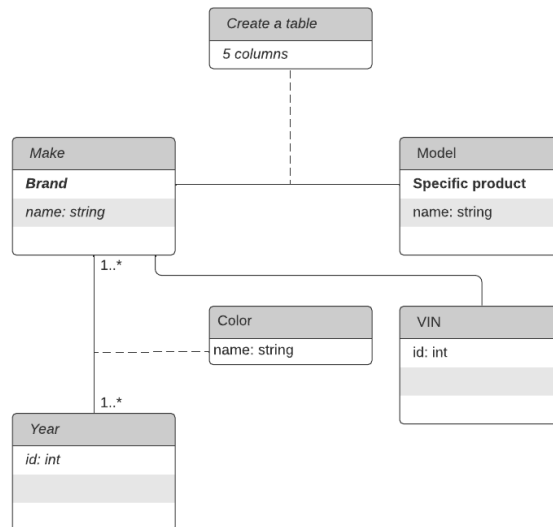 Create a table
5 columns
Make
Brand
name: string
Model
Specific product
name: string
1..*
Color
name: string
VIN
id: int
1..*
Year
id: int